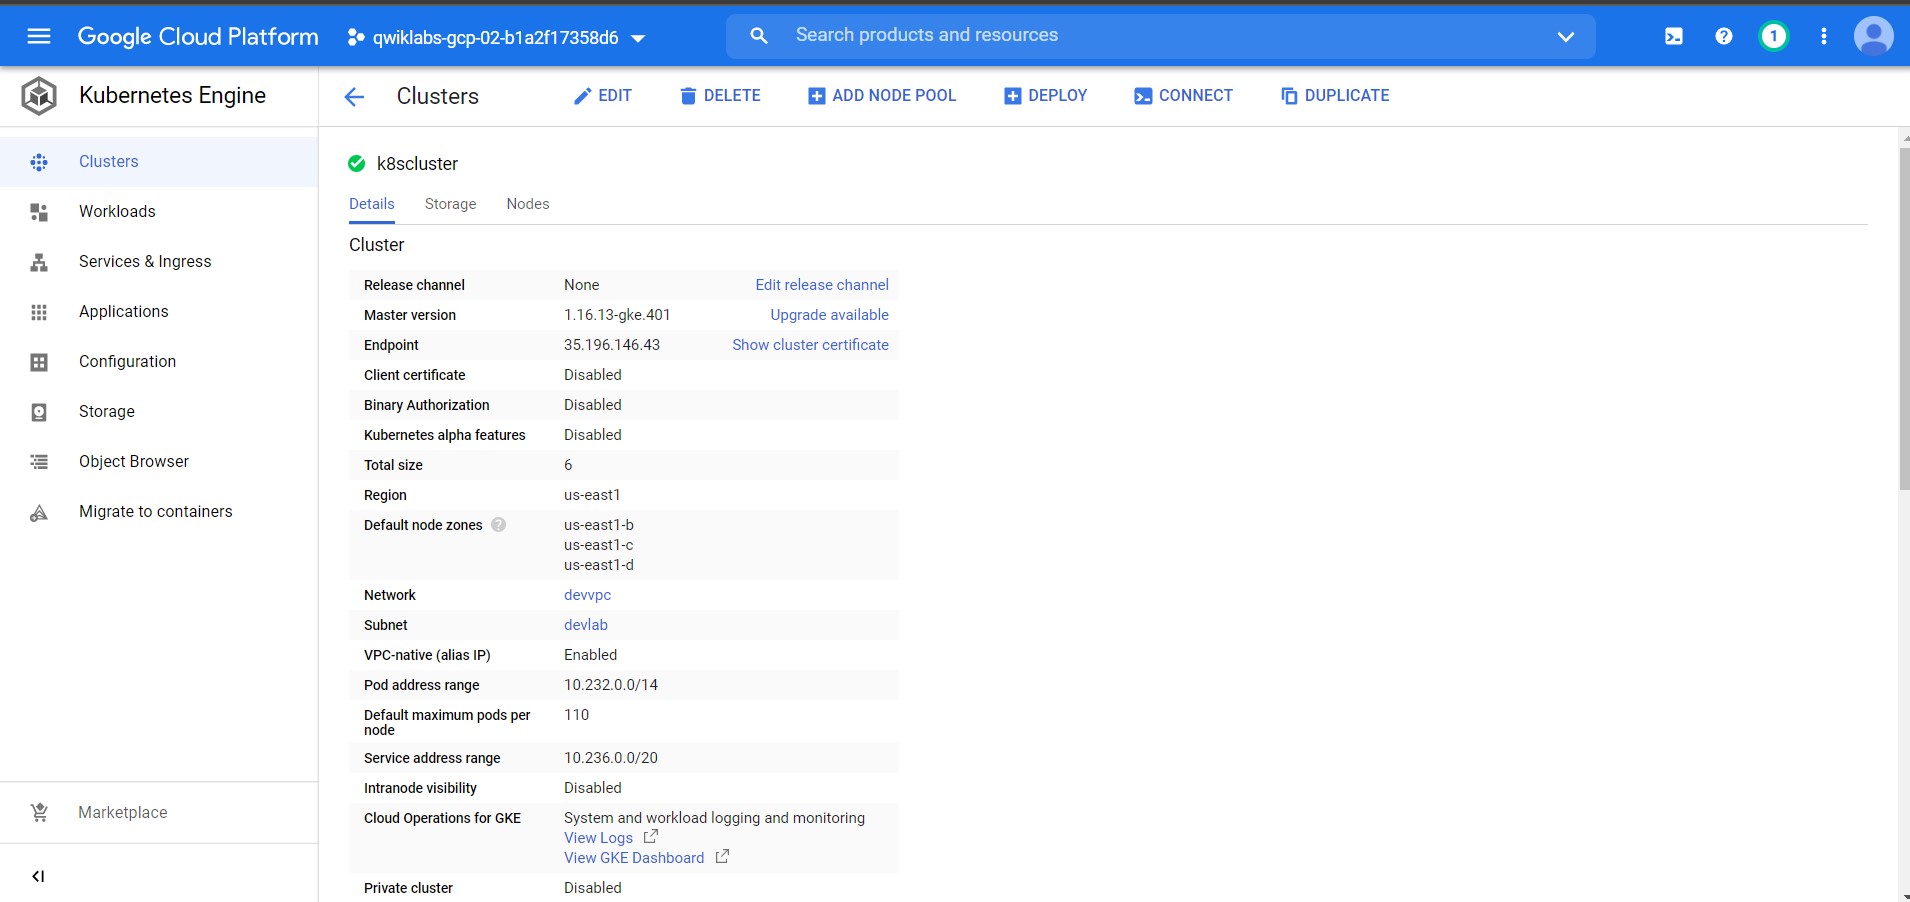 Google Cloud Platform qwiklabs-gcp-02-b1a2f17358d6 Search products and resources 1
Kubernetes Engine
Clusters EDIT DELETE ADD NODE POOL DEPLOY CONNECT DUPLICATE
Clusters
Workloads
Services & Ingress
Applications
Configuration
Storage
Object Browser
Migrate to containers
Marketplace
k8scluster
Details Storage Nodes
Cluster
Release channel None Edit release channel
Master version 1.16.13-gke.401 Upgrade available
Endpoint 35.196.146.43 Show cluster certificate
Client certificate Disabled
Binary Authorization Disabled
Kubernetes alpha features Disabled
Total size 6
Region us-east1
Default node zones ? us-east1-b
us-east1-c
us-east1-d
Network devvpc
Subnet devlab
VPC-native (alias IP) Enabled
Pod address range 10.232.0.0/14
Default maximum pods per 110
node
Service address range 10.236.0.0/20
Intranode visibility Disabled
Cloud Operations for GKE System and workload logging and monitoring
View Logs
View GKE Dashboard
Private cluster Disabled